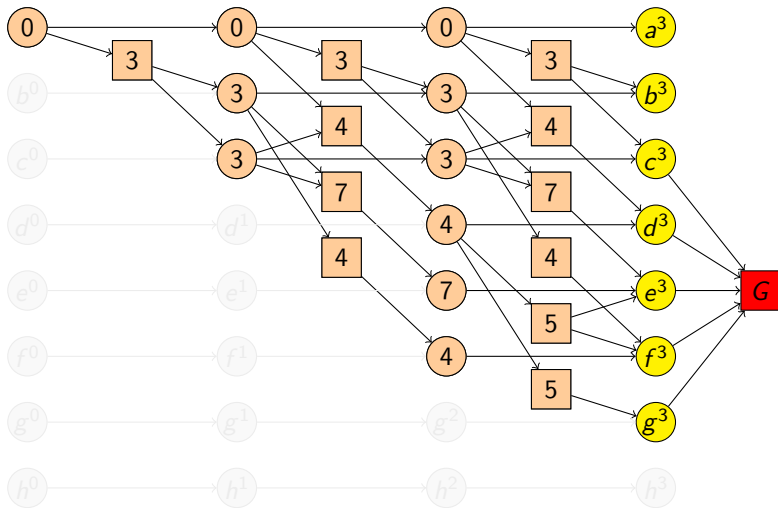 0 0 0 a³
3 3 3
b⁰ 3 3 b³
4 4
c⁰ 3 3 c³
7 7
d⁰ d¹ 4 d³
4 4
e⁰ e¹ 7 e³ G
5
f⁰ f¹ 4 f³
5
g⁰ g¹ g² g³
h⁰ h¹ h² h³